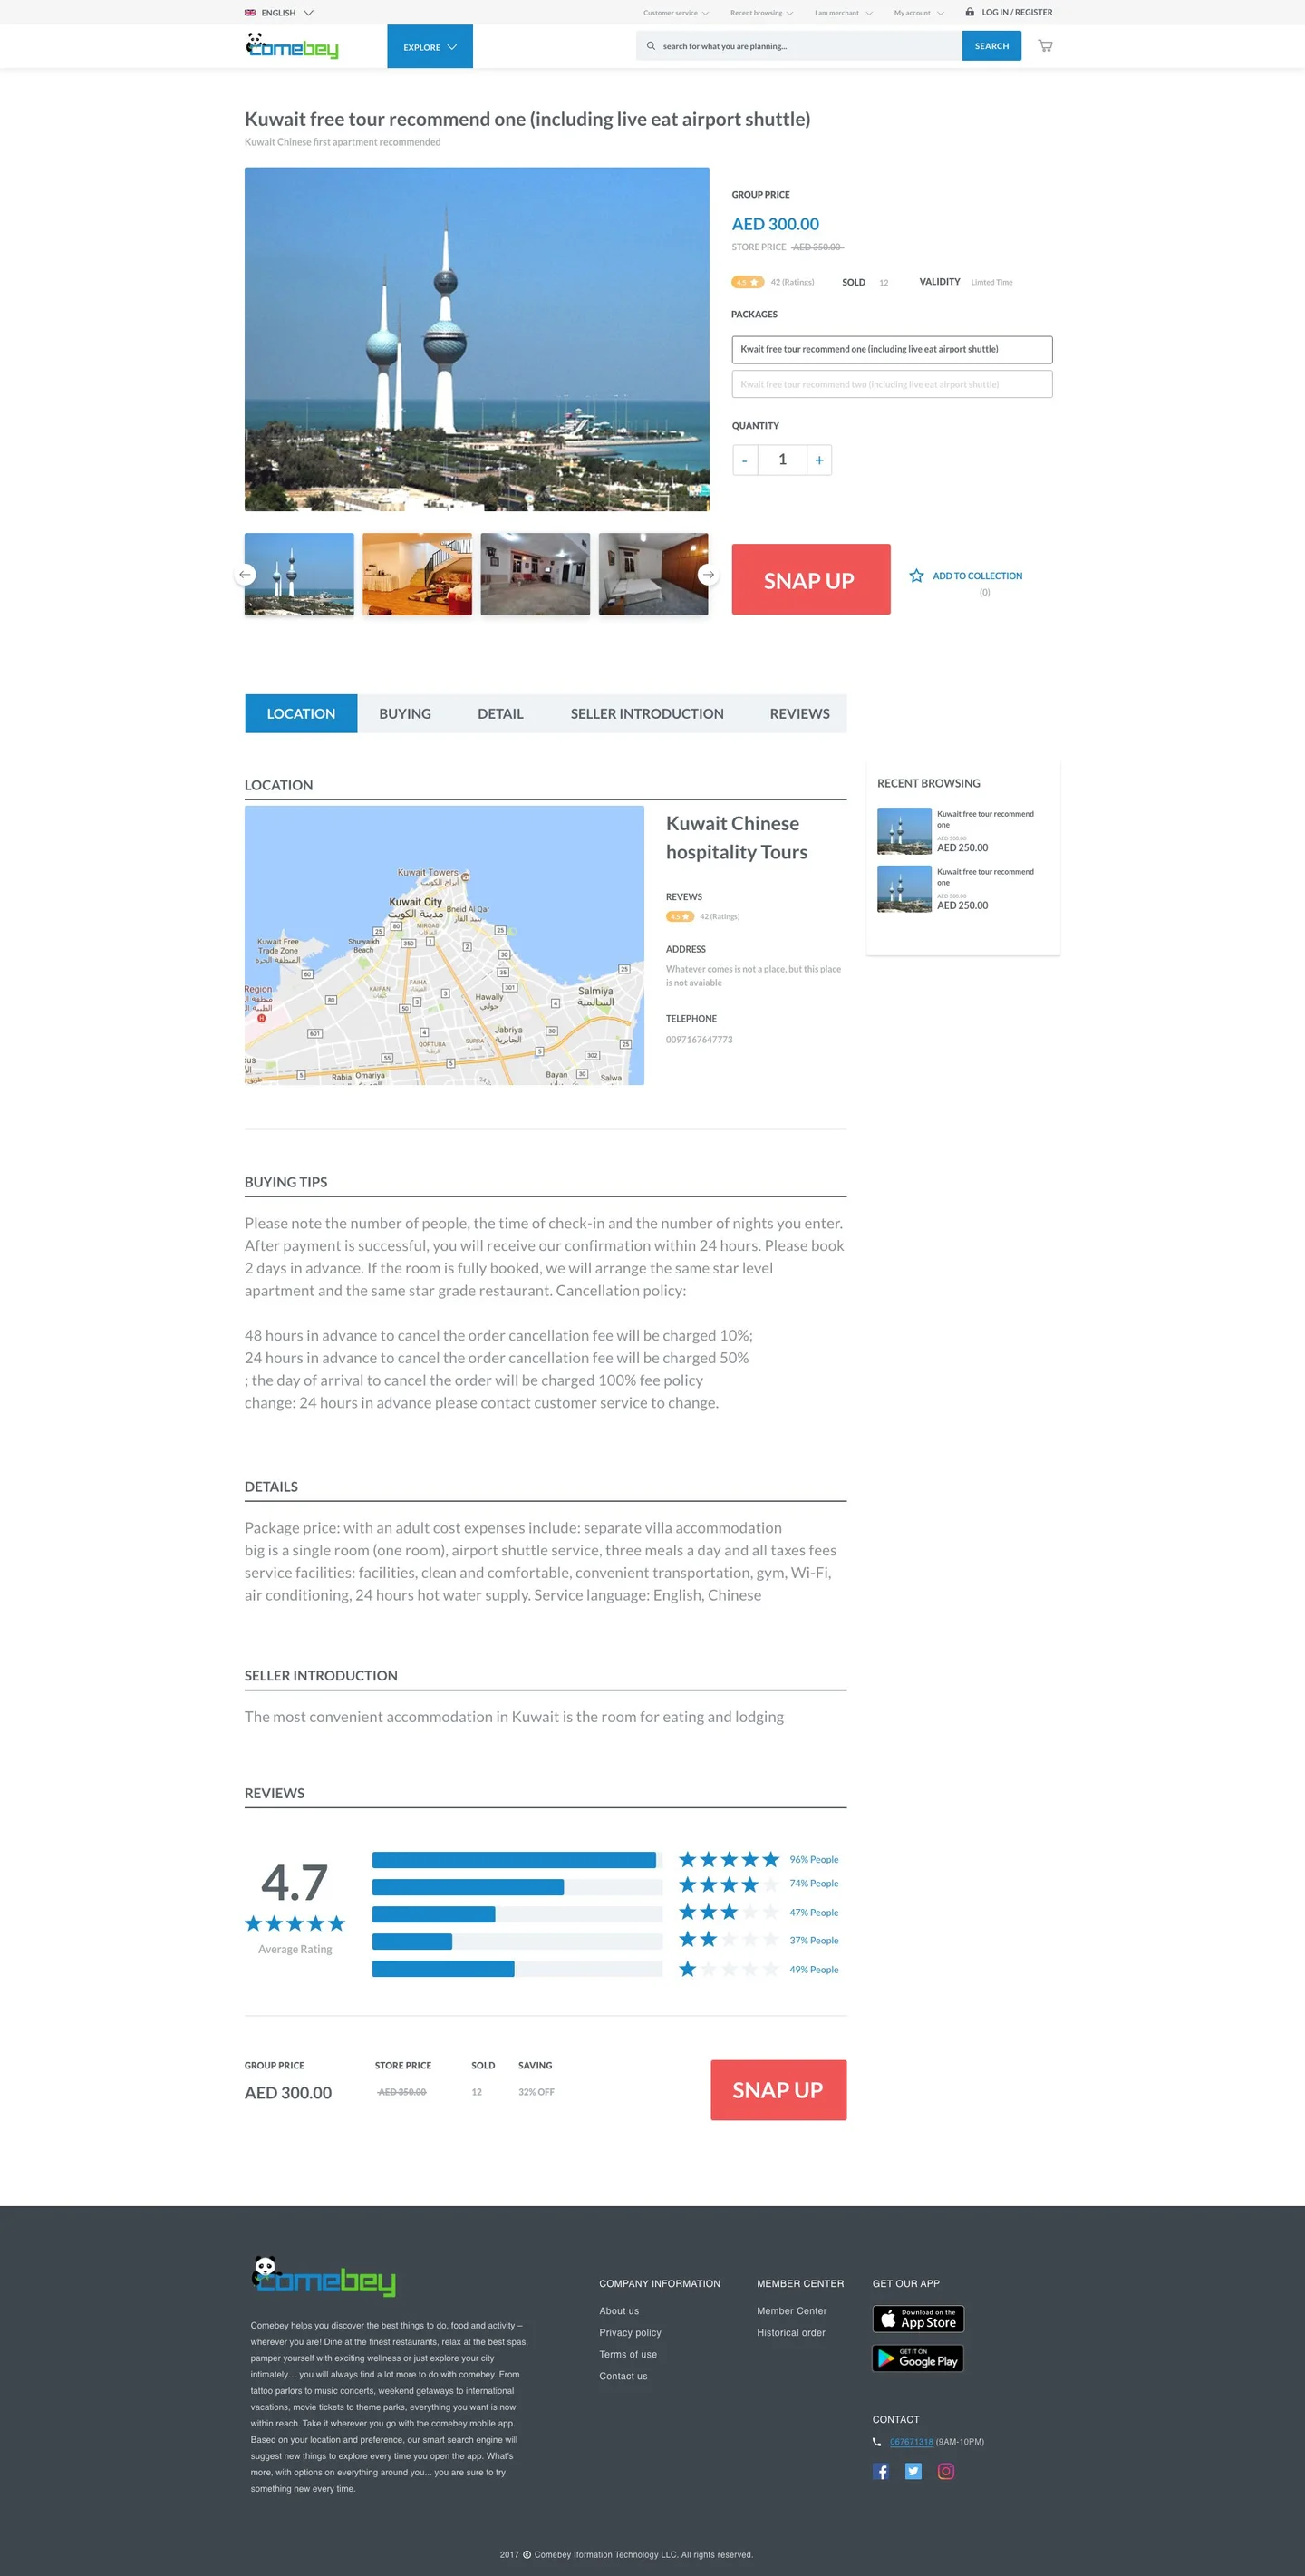 ENGLISH
Customer service
Recent browsing
I am merchant
My account
LOG IN / REGISTER
comebey
EXPLORE
search for what you are planning...
SEARCH
Kuwait free tour recommend one (including live eat airport shuttle)
Kuwait Chinese first apartment recommended
GROUP PRICE
AED 300.00
STORE PRICE AED 350.00
4.5 42 (Ratings) SOLD 12 VALIDITY Limted Time
PACKAGES
Kwait free tour recommend one (including live eat airport shuttle)
Kwait free tour recommend two (including live eat airport shuttle)
QUANTITY
- 1 +
SNAP UP
ADD TO COLLECTION
(0)
LOCATION BUYING DETAIL SELLER INTRODUCTION REVIEWS
LOCATION
Kuwait Towers
أبراج الكويت
Kuwait City
مدينة الكويت
Bneid Al Qar
بنيد القار
MIRQAB
المرقاب
Kuwait Free
Trade Zone
المنطقة الحرة
Shuwaikh
Beach
Region
KAIFAN
كيفان
FAIHA
الفيحاء
Hawally
حولي
Salmiya
السالمية
Jabriya
الجابرية
QORTUBA
قرطبة
SURRA
السرة
Rabia
Omariya
Bayan
Salwa
Kuwait Chinese
hospitality Tours
REVEWS
4.5 42 (Ratings)
ADDRESS
Whatever comes is not a place, but this place
is not avaiable
TELEPHONE
0097167647773
RECENT BROWSING
Kuwait free tour recommend
one
AED 300.00
AED 250.00
Kuwait free tour recommend
one
AED 300.00
AED 250.00
BUYING TIPS
Please note the number of people, the time of check-in and the number of nights you enter.
After payment is successful, you will receive our confirmation within 24 hours. Please book
2 days in advance. If the room is fully booked, we will arrange the same star level
apartment and the same star grade restaurant. Cancellation policy:
48 hours in advance to cancel the order cancellation fee will be charged 10%;
24 hours in advance to cancel the order cancellation fee will be charged 50%
; the day of arrival to cancel the order will be charged 100% fee policy
change: 24 hours in advance please contact customer service to change.
DETAILS
Package price: with an adult cost expenses include: separate villa accommodation
big is a single room (one room), airport shuttle service, three meals a day and all taxes fees
service facilities: facilities, clean and comfortable, convenient transportation, gym, Wi-Fi,
air conditioning, 24 hours hot water supply. Service language: English, Chinese
SELLER INTRODUCTION
The most convenient accommodation in Kuwait is the room for eating and lodging
REVIEWS
4.7
Average Rating
96% People
74% People
47% People
37% People
49% People
GROUP PRICE STORE PRICE SOLD SAVING
AED 300.00 AED 350.00 12 32% OFF
SNAP UP
comebey
Comebey helps you discover the best things to do, food and activity –
wherever you are! Dine at the finest restaurants, relax at the best spas,
pamper yourself with exciting wellness or just explore your city
intimately… you will always find a lot more to do with comebey. From
tattoo parlors to music concerts, weekend getaways to international
vacations, movie tickets to theme parks, everything you want is now
within reach. Take it wherever you go with the comebey mobile app.
Based on your location and preference, our smart search engine will
suggest new things to explore every time you open the app. What's
more, with options on everything around you... you are sure to try
something new every time.
COMPANY INFORMATION
About us
Privacy policy
Terms of use
Contact us
MEMBER CENTER
Member Center
Historical order
GET OUR APP
Download on the
App Store
GET IT ON
Google Play
CONTACT
067671316 (9AM-10PM)
2017 © Comebey Iformation Technology LLC. All rights reserved.